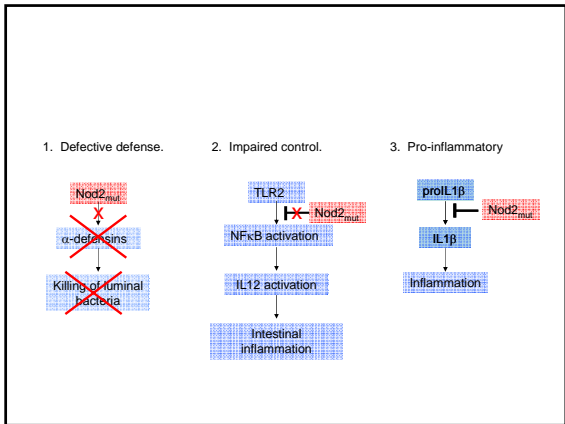 1. Defective defense.
Nod2mut
X
α-defensins
Killing of luminal
bacteria
2. Impaired control.
TLR2
X
Nod2mut
NFκB activation
IL12 activation
Intestinal
inflammation
3. Pro-inflammatory
proIL1β
Nod2mut
IL1β
Inflammation